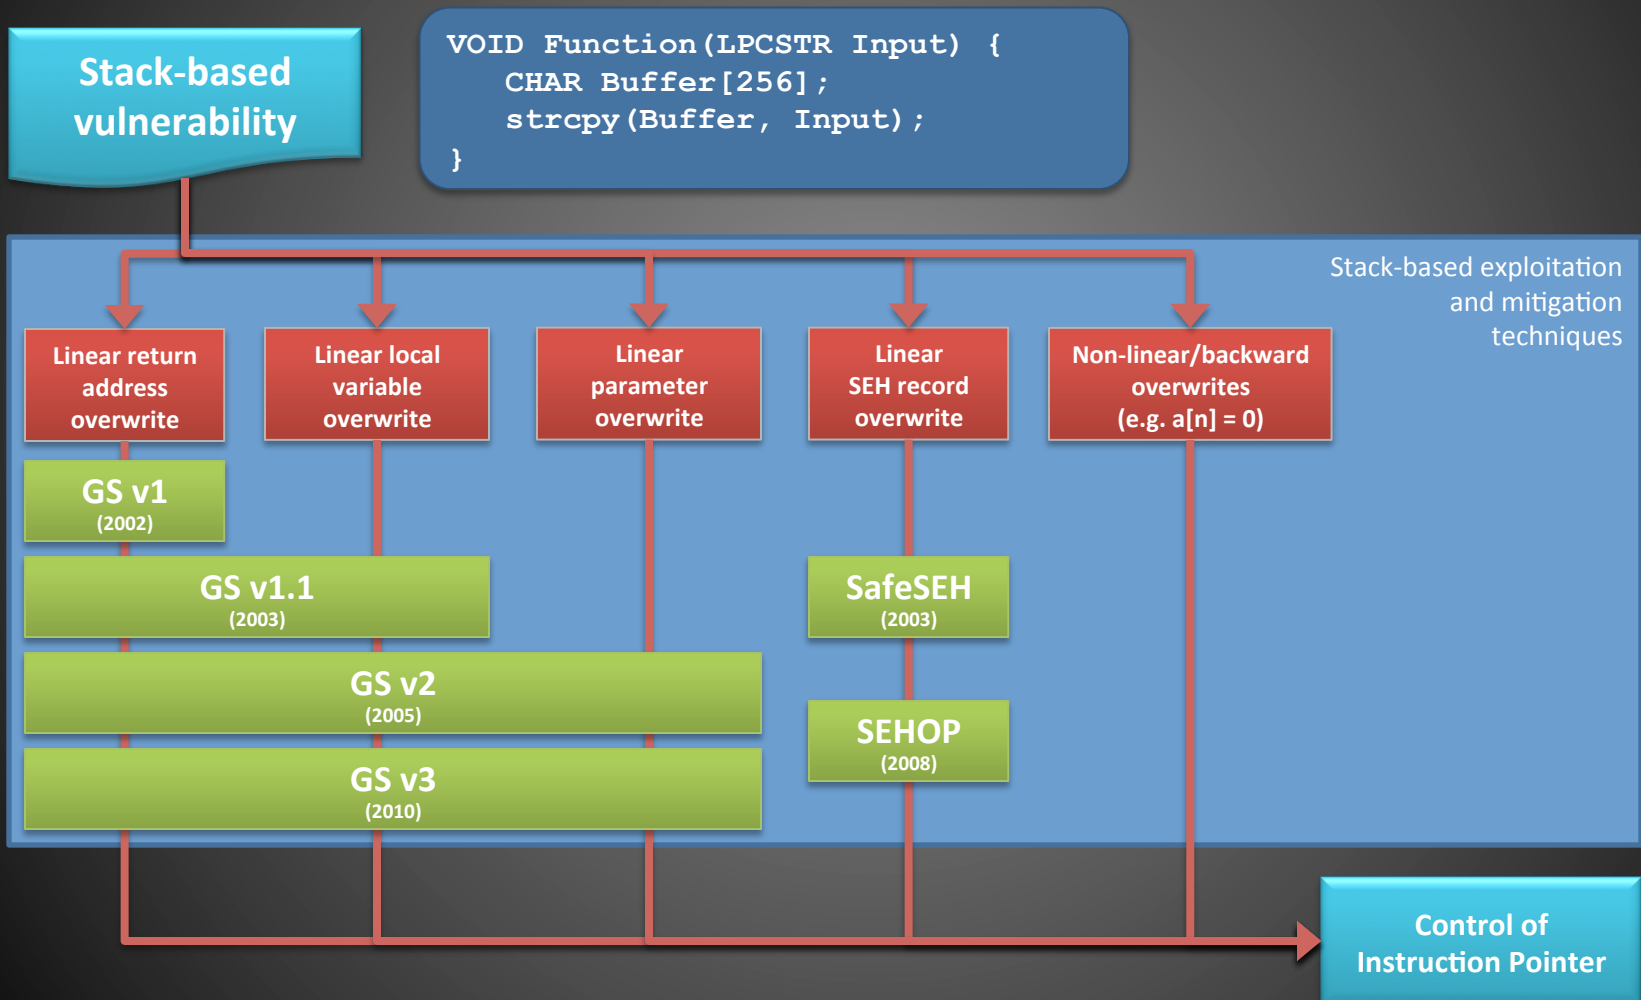 Stack-based
vulnerability
VOID Function(LPCSTR Input) {
CHAR Buffer[256];
strcpy(Buffer, Input);
}
Stack-based exploitation
and mitigation
techniques
Linear return
address
overwrite
Linear local
variable
overwrite
Linear
parameter
overwrite
Linear
SEH record
overwrite
Non-linear/backward
overwrites
(e.g. a[n] = 0)
GS v1
(2002)
GS v1.1
(2003)
SafeSEH
(2003)
GS v2
(2005)
SEHOP
(2008)
GS v3
(2010)
Control of
Instruction Pointer